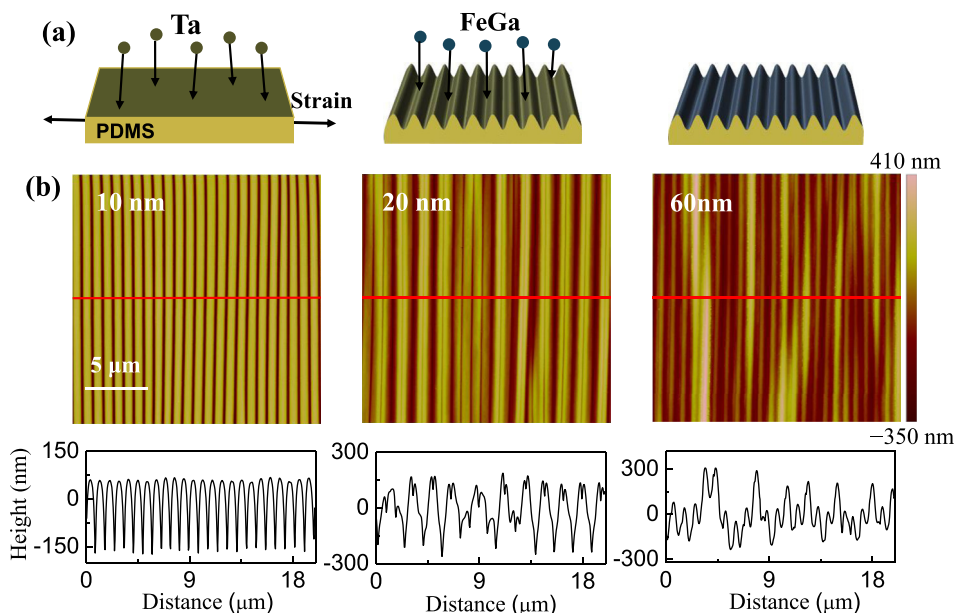 (a)
Ta
FeGa
Strain
PDMS
(b)
10 nm
20 nm
60nm
410 nm
5 μm
−350 nm
Height (nm)
150
0
-150
0
9
18
Distance (μm)
300
0
-300
0
9
18
Distance (μm)
300
0
-300
0
9
18
Distance (μm)